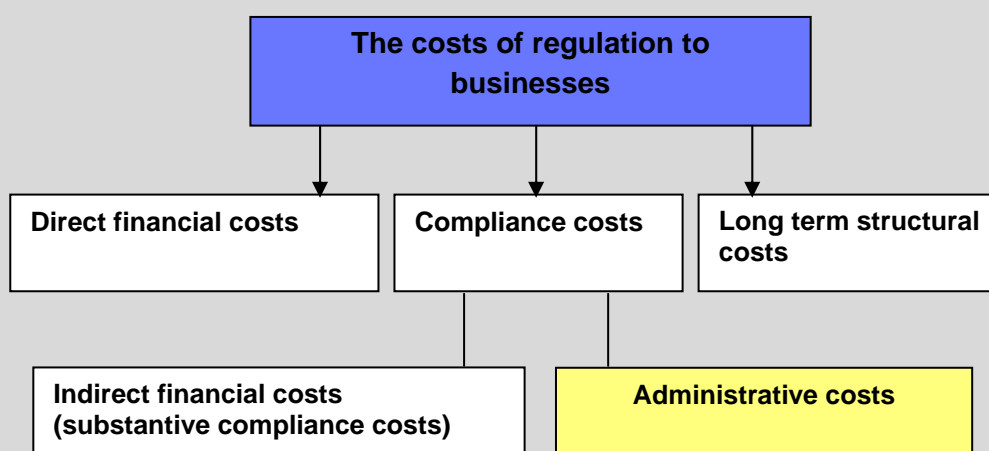 The costs of regulation to
businesses
Direct financial costs
Compliance costs
Long term structural
costs
Indirect financial costs
(substantive compliance costs)
Administrative costs